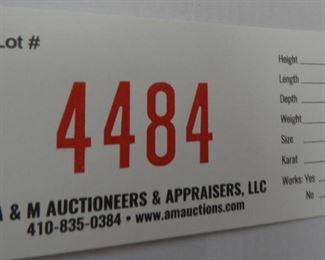 Lot #
4484
A & M AUCTIONEERS & APPRAISERS, LLC
410-835-0384 • www.amauctions.com
Height
Length
Depth
Weight
Size
Karat
Works: Yes
No